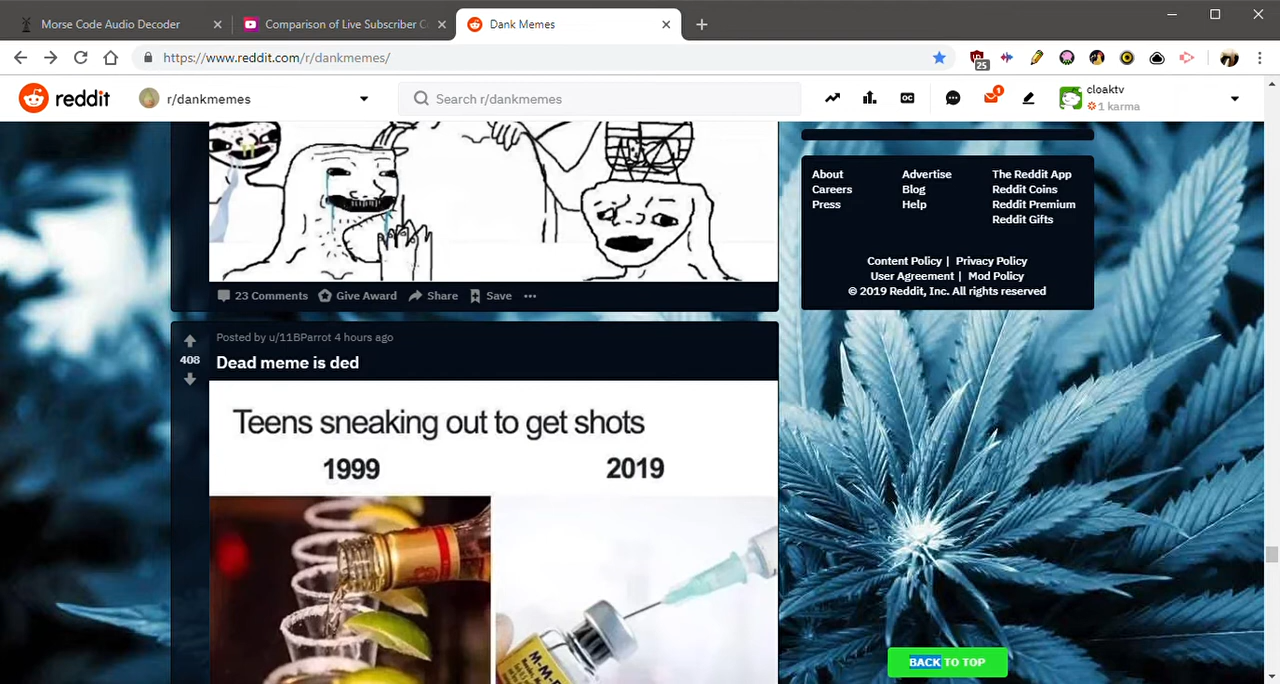 Morse Code Audio Decoder
Comparison of Live Subscriber C
Dank Memes
https://www.reddit.com/r/dankmemes/
25
reddit
r/dankmemes
Search r/dankmemes
1
cloaktv
1 karma
About
Advertise
The Reddit App
Careers
Blog
Reddit Coins
Press
Help
Reddit Premium
Reddit Gifts
Content Policy | Privacy Policy
User Agreement | Mod Policy
© 2019 Reddit, Inc. All rights reserved
23 Comments
Give Award
Share
Save
Posted by u/11BParrot 4 hours ago
408
Dead meme is ded
Teens sneaking out to get shots
1999
2019
M-M-R
BACK TO TOP